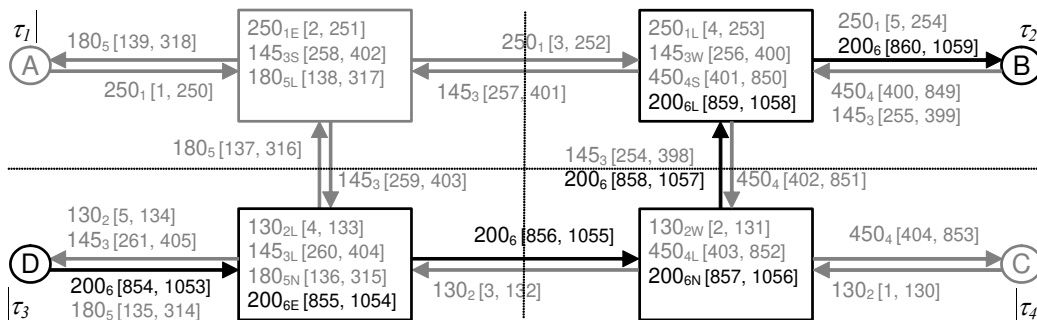 τ1
180₅ [139, 318]
A
250₁ [1, 250]
250₁E [2, 251]
145₃S [258, 402]
180₅L [138, 317]
250₁ [3, 252]
145₃ [257, 401]
250₁L [4, 253]
145₃W [256, 400]
450₄S [401, 850]
200₆L [859, 1058]
250₁ [5, 254]
200₆ [860, 1059]
τ2
B
450₄ [400, 849]
145₃ [255, 399]
180₅ [137, 316]
145₃ [259, 403]
145₃ [254, 398]
200₆ [858, 1057]
450₄ [402, 851]
130₂ [5, 134]
145₃ [261, 405]
D
200₆ [854, 1053]
180₅ [135, 314]
τ3
130₂L [4, 133]
145₃L [260, 404]
180₅N [136, 315]
200₆E [855, 1054]
200₆ [856, 1055]
130₂ [3, 132]
130₂W [2, 131]
450₄L [403, 852]
200₆N [857, 1056]
450₄ [404, 853]
C
130₂ [1, 130]
τ4